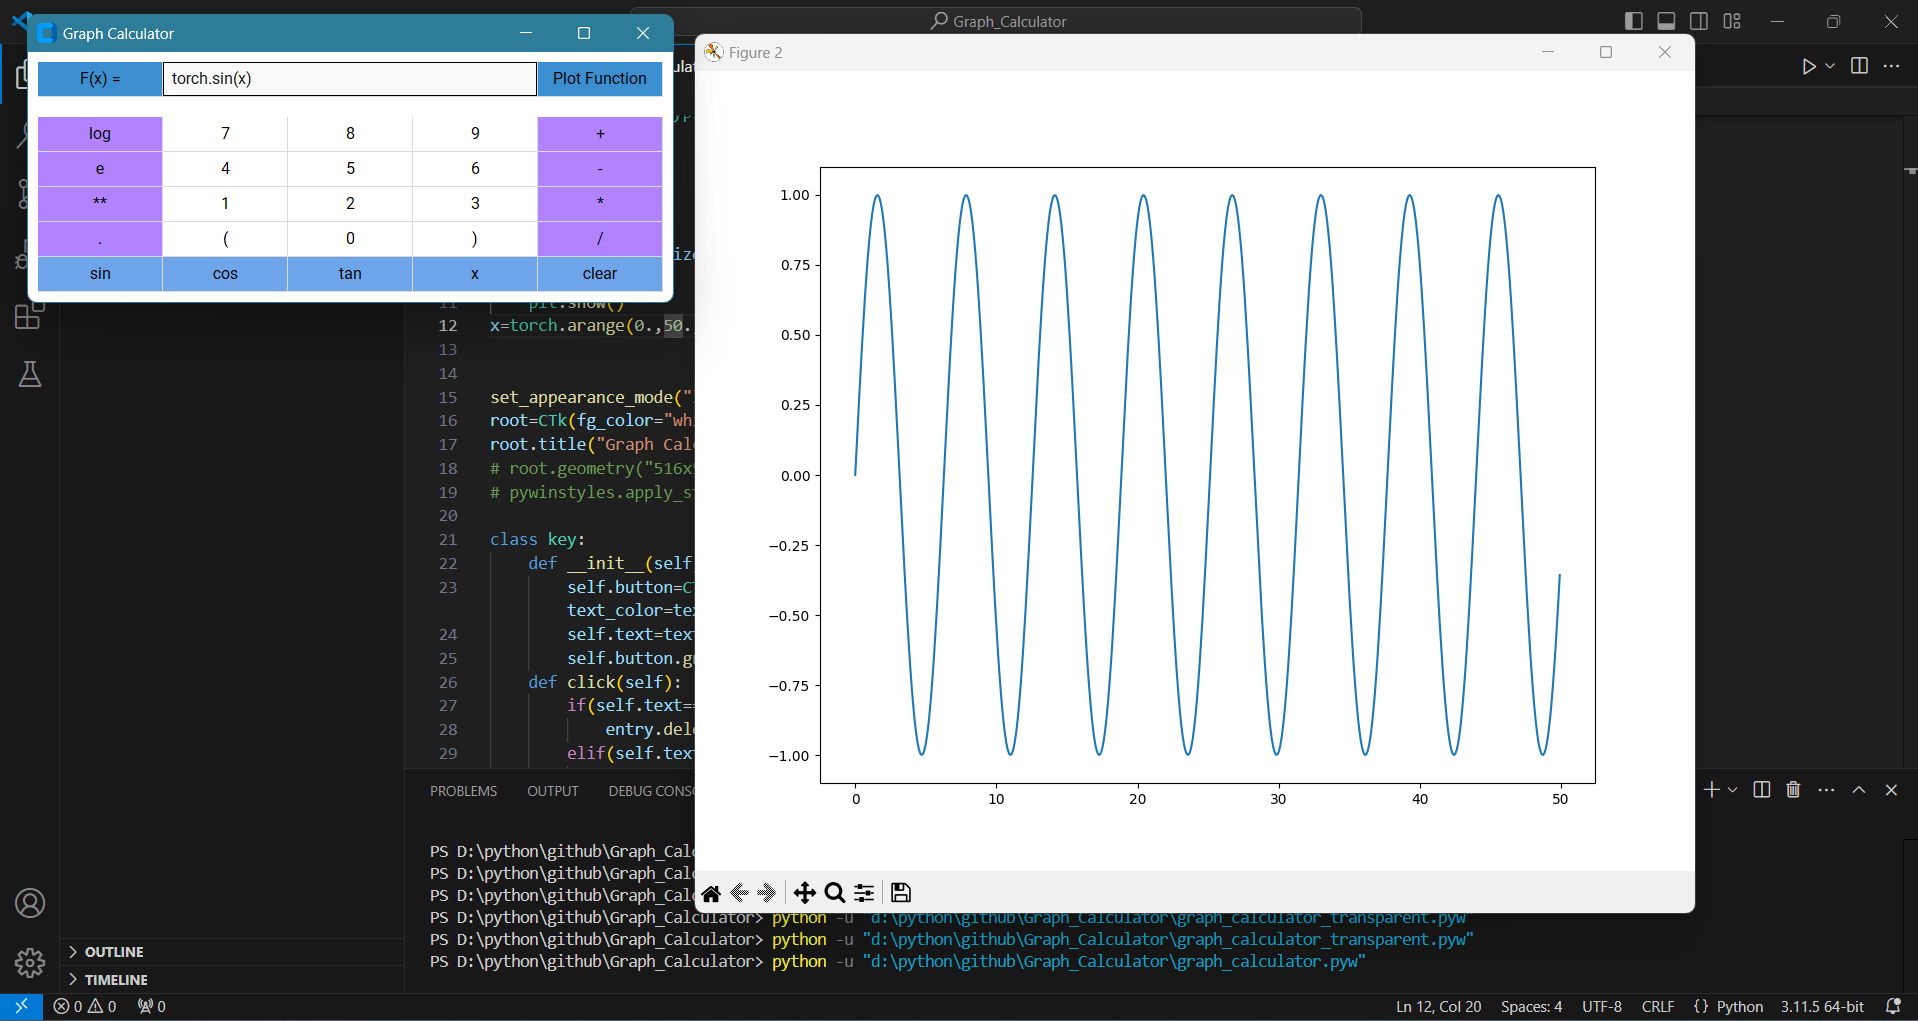 Graph_Calculator
Graph Calculator
F(x) = torch.sin(x) Plot Function
log 7 8 9 +
e 4 5 6 -
** 1 2 3 *
. ( 0 ) /
sin cos tan x clear
Figure 2
1.00
0.75
0.50
0.25
0.00
−0.25
−0.50
−0.75
−1.00
0 10 20 30 40 50
11 plt.show()
12 x=torch.arange(0.,50.
13
14
15 set_appearance_mode("
16 root=CTk(fg_color="whi
17 root.title("Graph Cal
18 # root.geometry("516x
19 # pywinstyles.apply_s
20
21 class key:
22 def __init__(self
23 self.button=C
text_color=te
24 self.text=tex
25 self.button.g
26 def click(self):
27 if(self.text=
28 entry.del
29 elif(self.tex
PROBLEMS OUTPUT DEBUG CONSO
PS D:\python\github\Graph_Cal
PS D:\python\github\Graph_Cal
PS D:\python\github\Graph_Cal
PS D:\python\github\Graph_Calculator> python -u "d:\python\github\Graph_Calculator\graph_calculator_transparent.pyw"
PS D:\python\github\Graph_Calculator> python -u "d:\python\github\Graph_Calculator\graph_calculator_transparent.pyw"
PS D:\python\github\Graph_Calculator> python -u "d:\python\github\Graph_Calculator\graph_calculator.pyw"
OUTLINE
TIMELINE
0 0 0 Ln 12, Col 20 Spaces: 4 UTF-8 CRLF {} Python 3.11.5 64-bit